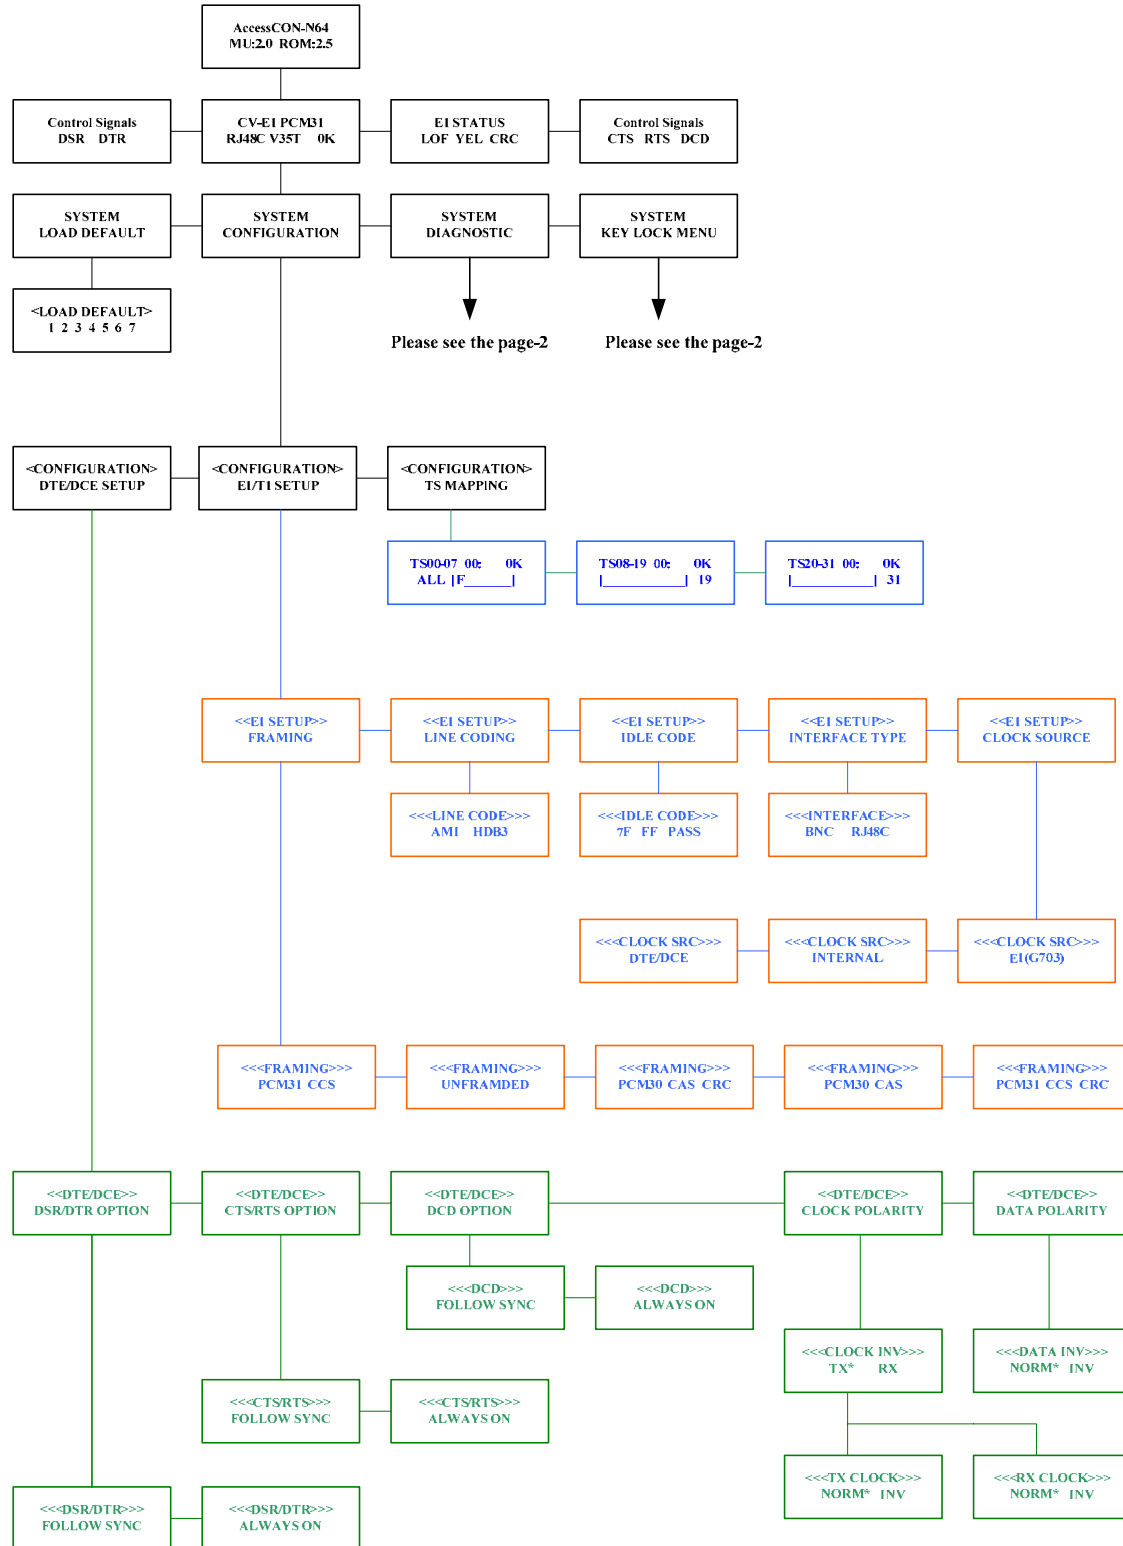 AccessCON-N64
MU:2.0 ROM:2.5
Control Signals
DSR DTR
CV-E1 PCM31
RJ48C V35T 0K
E1 STATUS
LOF YEL CRC
Control Signals
CTS RTS DCD
SYSTEM
LOAD DEFAULT
SYSTEM
CONFIGURATION
SYSTEM
DIAGNOSTIC
SYSTEM
KEY LOCK MENU
<LOAD DEFAULT>
1 2 3 4 5 6 7
Please see the page-2
Please see the page-2
<CONFIGURATION>
DTE/DCE SETUP
<CONFIGURATION>
E1/T1 SETUP
<CONFIGURATION>
TS MAPPING
TS00-07 00: 0K
ALL |F______|
TS08-19 00: 0K
|____________| 19
TS20-31 00: 0K
|____________| 31
<<E1 SETUP>>
FRAMING
<<E1 SETUP>>
LINE CODING
<<E1 SETUP>>
IDLE CODE
<<E1 SETUP>>
INTERFACE TYPE
<<E1 SETUP>>
CLOCK SOURCE
<<<LINE CODE>>>
AMI HDB3
<<<IDLE CODE>>>
7F FF PASS
<<<INTERFACE>>>
BNC RJ48C
<<<CLOCK SRC>>>
DTE/DCE
<<<CLOCK SRC>>>
INTERNAL
<<<CLOCK SRC>>>
E1(G703)
<<<FRAMING>>>
PCM31 CCS
<<<FRAMING>>>
UNFRAMDED
<<<FRAMING>>>
PCM30 CAS CRC
<<<FRAMING>>>
PCM30 CAS
<<<FRAMING>>>
PCM31 CCS CRC
<<DTE/DCE>>
DSR/DTR OPTION
<<DTE/DCE>>
CTS/RTS OPTION
<<DTE/DCE>>
DCD OPTION
<<DTE/DCE>>
CLOCK POLARITY
<<DTE/DCE>>
DATA POLARITY
<<<DCD>>>
FOLLOW SYNC
<<<DCD>>>
ALWAYS ON
<<<CLOCK INV>>>
TX* RX
<<<DATA INV>>>
NORM* INV
<<<CTS/RTS>>>
FOLLOW SYNC
<<<CTS/RTS>>>
ALWAYS ON
<<<TX CLOCK>>>
NORM* INV
<<<RX CLOCK>>>
NORM* INV
<<<DSR/DTR>>>
FOLLOW SYNC
<<<DSR/DTR>>>
ALWAYS ON